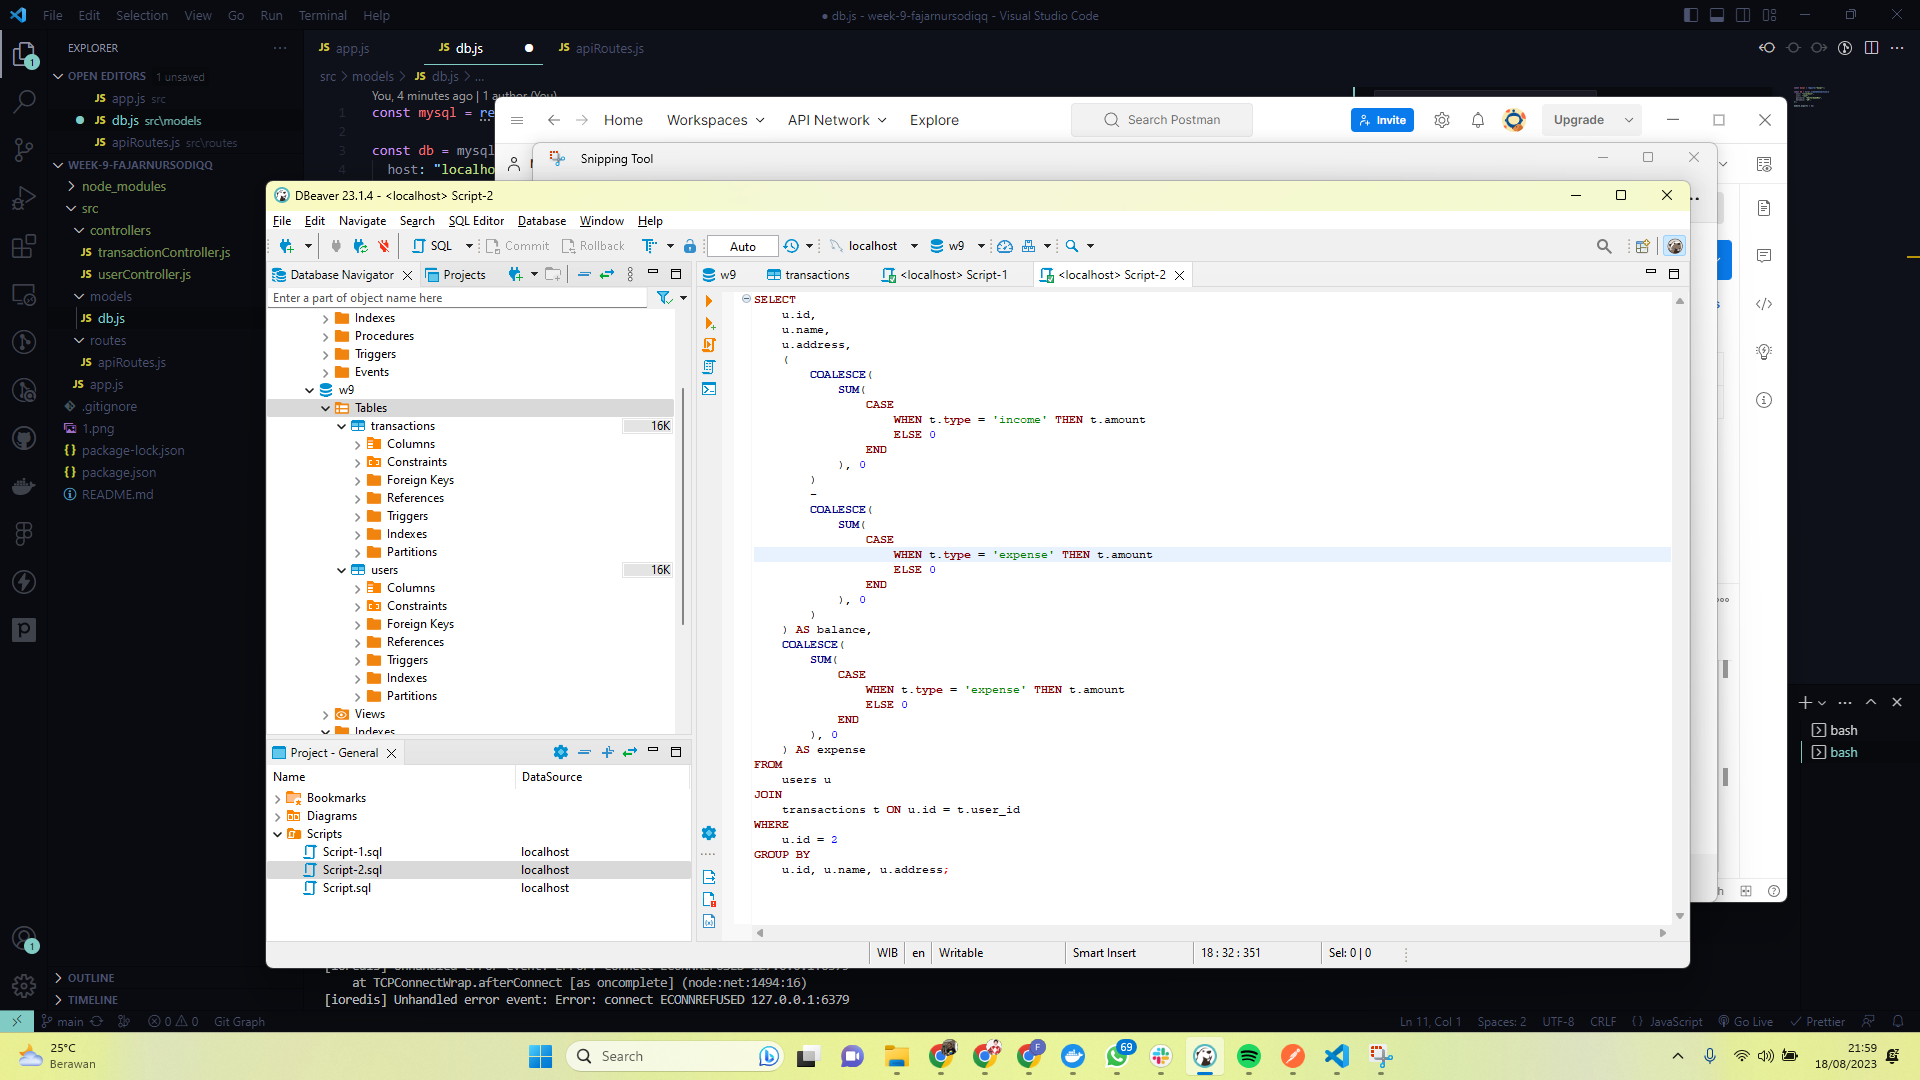 File Edit Selection View Go Run Terminal Help
● db.js - week-9-fajarnursodiqq - Visual Studio Code
EXPLORER
JS app.js
JS db.js
JS apiRoutes.js
OPEN EDITORS 1 unsaved
JS app.js src
JS db.js src\models
JS apiRoutes.js src\routes
WEEK-9-FAJARNURSODIQQ
node_modules
src
controllers
JS transactionController.js
JS userController.js
models
JS db.js
routes
JS apiRoutes.js
JS app.js
.gitignore
1.png
package-lock.json
package.json
README.md
OUTLINE
TIMELINE
src > models > JS db.js > ...
You, 4 minutes ago | 1 author (You)
1 const mysql = re
2
3 const db = mysql
4 host: "localho
Home Workspaces API Network Explore
Search Postman
Invite
Upgrade
Snipping Tool
DBeaver 23.1.4 - <localhost> Script-2
File Edit Navigate Search SQL Editor Database Window Help
SQL Commit Rollback Auto localhost w9
Database Navigator Projects
Enter a part of object name here
Indexes
Procedures
Triggers
Events
w9
Tables
transactions 16K
Columns
Constraints
Foreign Keys
References
Triggers
Indexes
Partitions
users 16K
Columns
Constraints
Foreign Keys
References
Triggers
Indexes
Partitions
Views
Indexes
Project - General
Name DataSource
Bookmarks
Diagrams
Scripts
Script-1.sql localhost
Script-2.sql localhost
Script.sql localhost
w9 transactions <localhost> Script-1 <localhost> Script-2
SELECT
u.id,
u.name,
u.address,
(
COALESCE(
SUM(
CASE
WHEN t.type = 'income' THEN t.amount
ELSE 0
END
), 0
)
-
COALESCE(
SUM(
CASE
WHEN t.type = 'expense' THEN t.amount
ELSE 0
END
), 0
)
) AS balance,
COALESCE(
SUM(
CASE
WHEN t.type = 'expense' THEN t.amount
ELSE 0
END
), 0
) AS expense
FROM
users u
JOIN
transactions t ON u.id = t.user_id
WHERE
u.id = 2
GROUP BY
u.id, u.name, u.address;
WIB en Writable Smart Insert 18 : 32 : 351 Sel: 0 | 0
bash
bash
at TCPConnectWrap.afterConnect [as oncomplete] (node:net:1494:16)
[ioredis] Unhandled error event: Error: connect ECONNREFUSED 127.0.0.1:6379
main 0 0 Git Graph
Ln 11, Col 1 Spaces: 2 UTF-8 CRLF {} JavaScript Go Live Prettier
25°C
Berawan
Search
69
21:59
18/08/2023